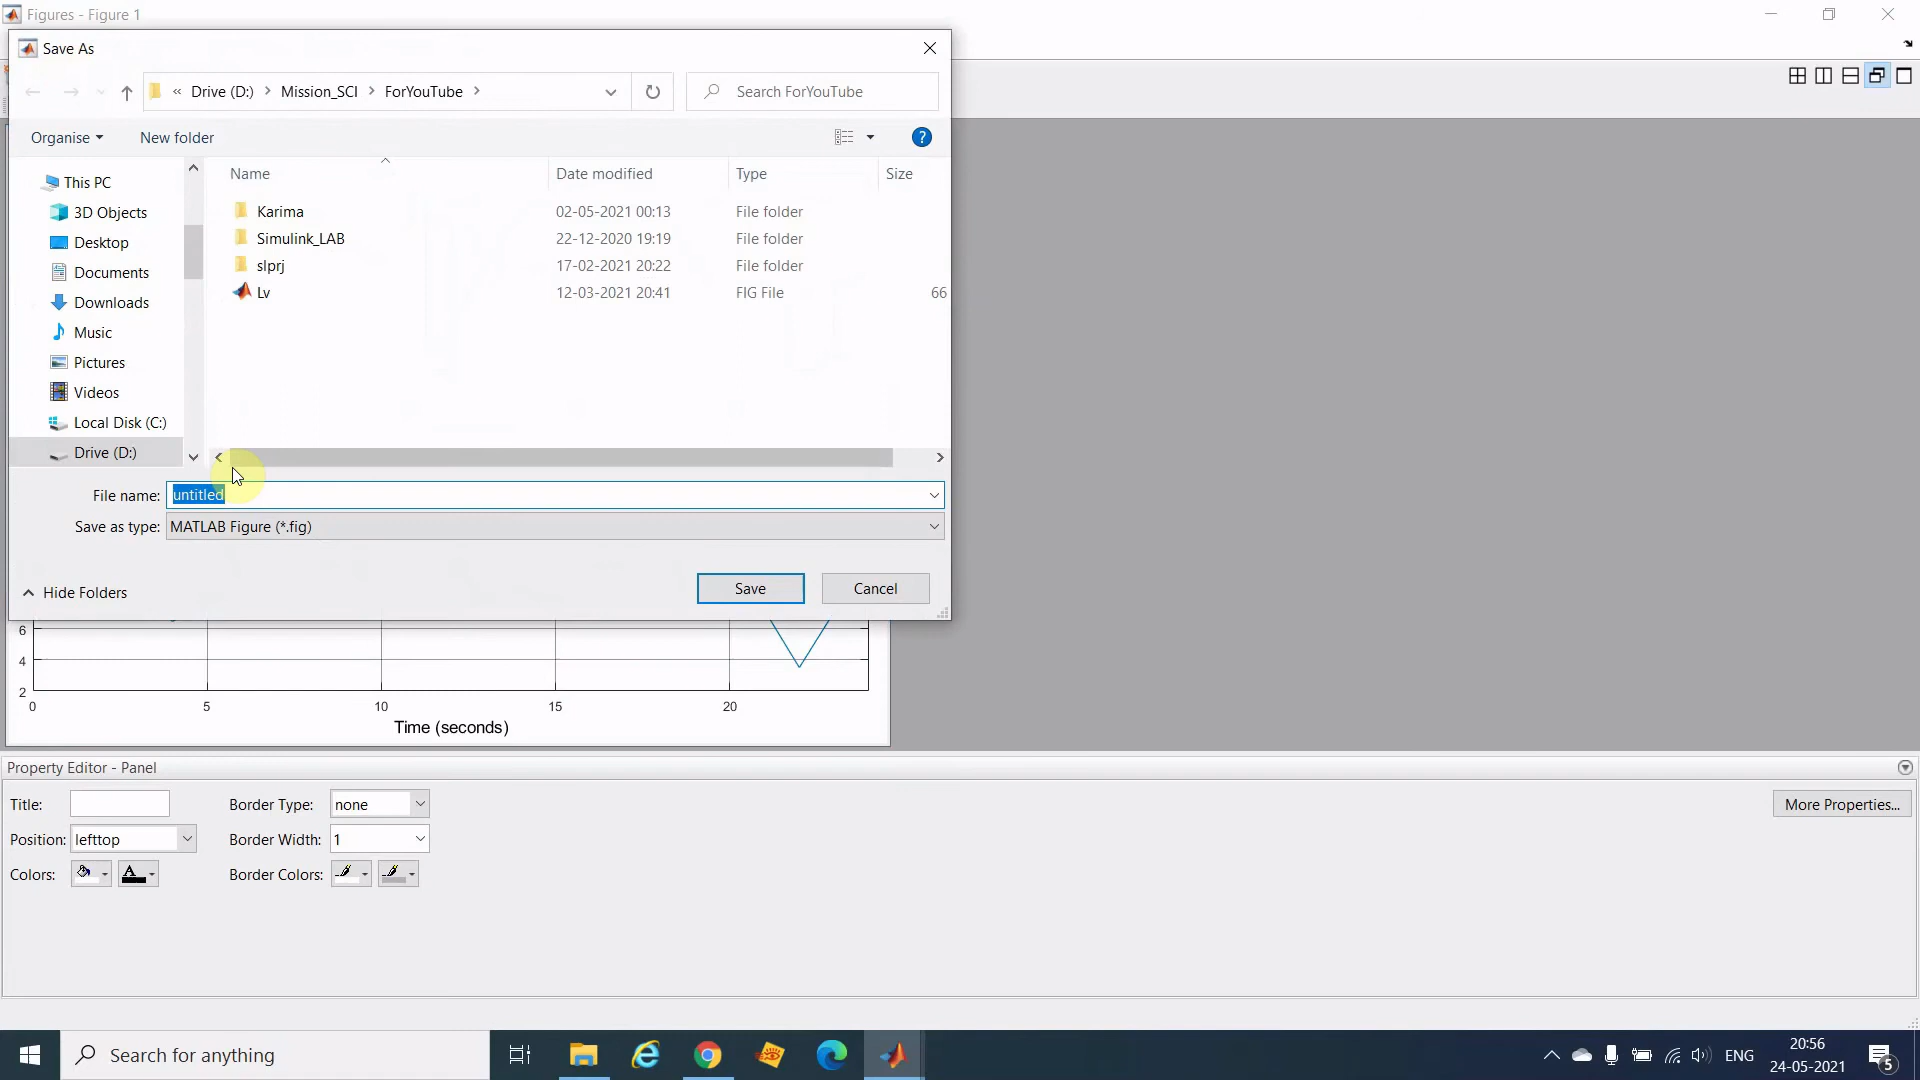 Figures - Figure 1
Save As
« Drive (D:) > Mission_SCI > ForYouTube >
Search ForYouTube
Organise
New folder
?
Name
Date modified
Type
Size
This PC
3D Objects
Desktop
Documents
Downloads
Music
Pictures
Videos
Local Disk (C:)
Drive (D:)
Karima 02-05-2021 00:13 File folder
Simulink_LAB 22-12-2020 19:19 File folder
slprj 17-02-2021 20:22 File folder
Lv 12-03-2021 20:41 FIG File 66
File name: untitled
Save as type: MATLAB Figure (*.fig)
Hide Folders
Save
Cancel
6
4
2
0 5 10 15 20
Time (seconds)
Property Editor - Panel
Title:
Border Type: none
More Properties...
Position: lefttop
Border Width: 1
Colors:
A
Border Colors:
Search for anything
ENG
20:56
24-05-2021
5